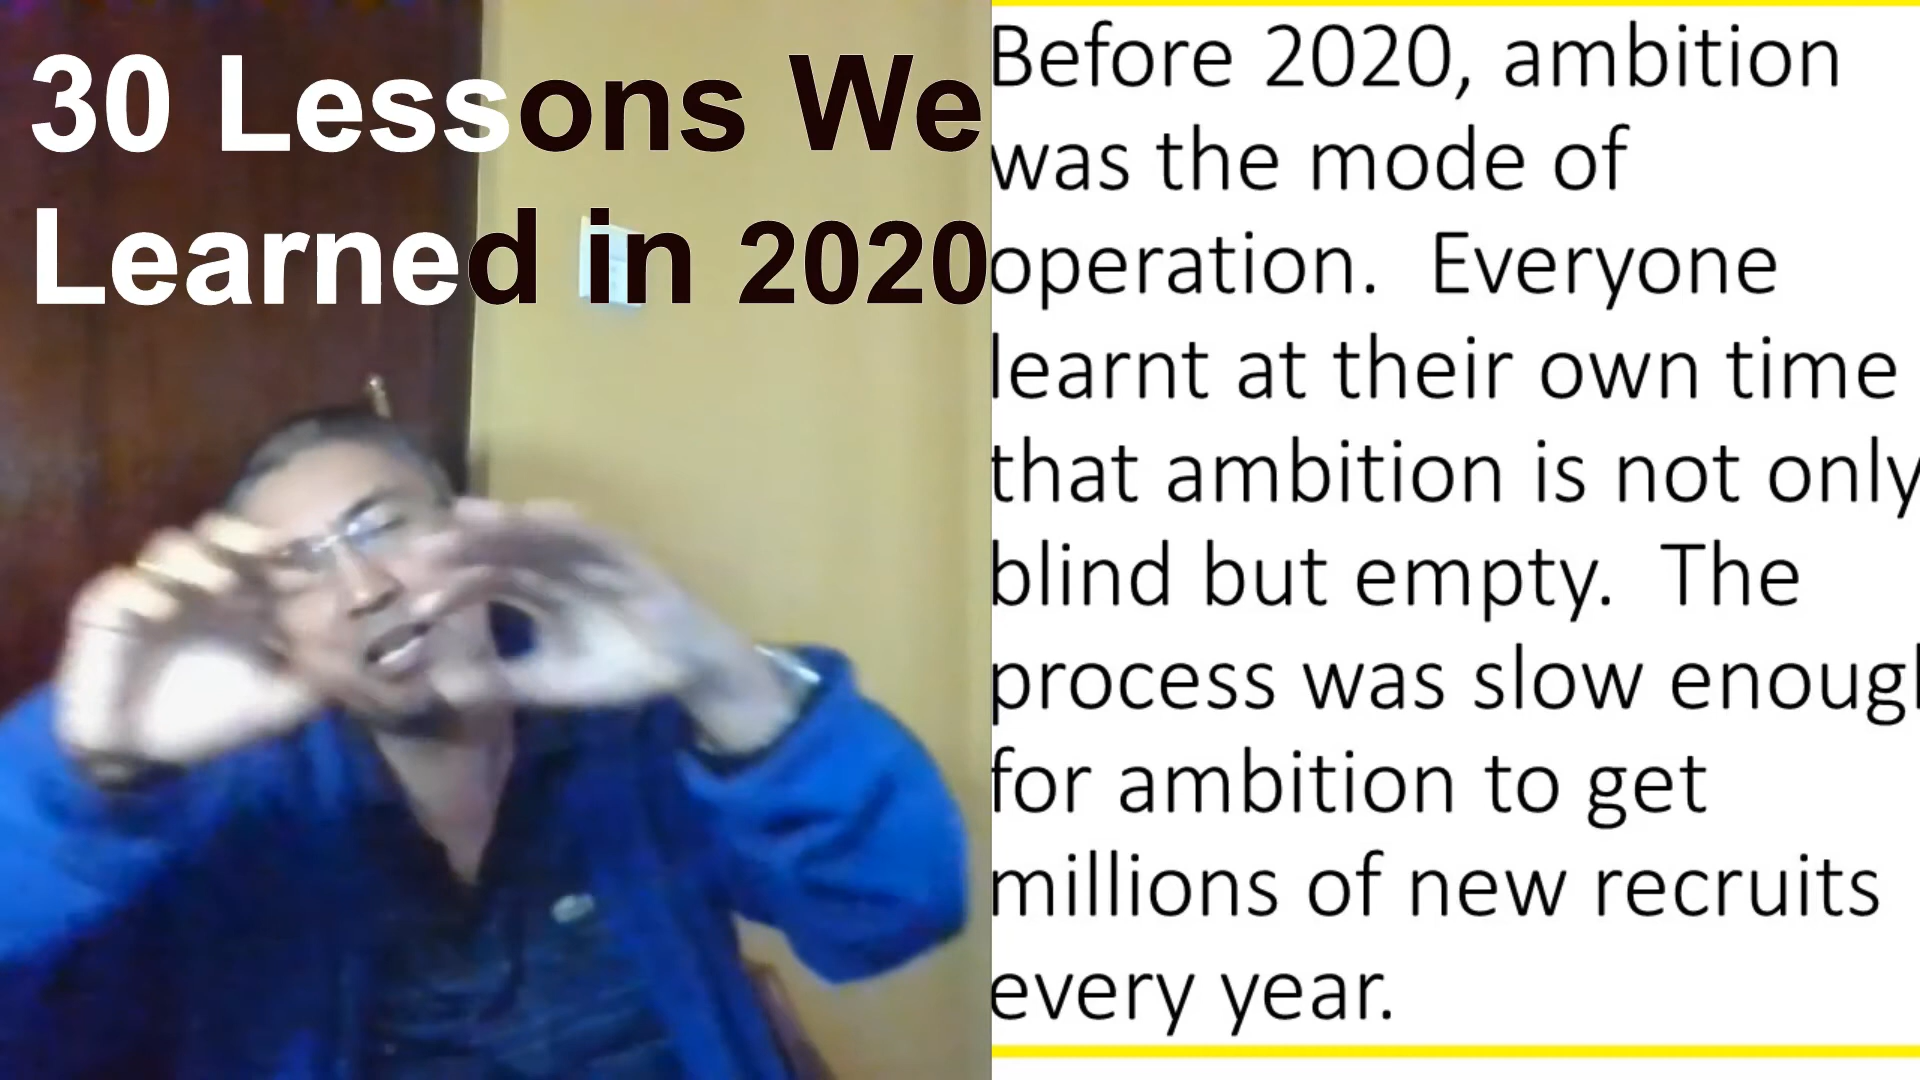 30 Lessons We
Learned in 2020
Before 2020, ambition
was the mode of
operation.  Everyone
learnt at their own time
that ambition is not only
blind but empty.  The
process was slow enoug
for ambition to get
millions of new recruits
every year.